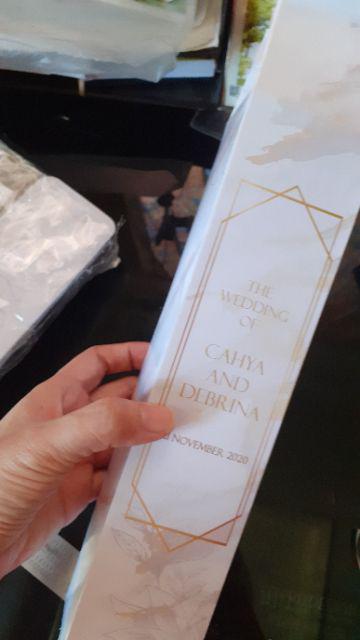 THE
WEDDING
OF
CAHYA
AND
DEBRINA
NOVEMBER 2020